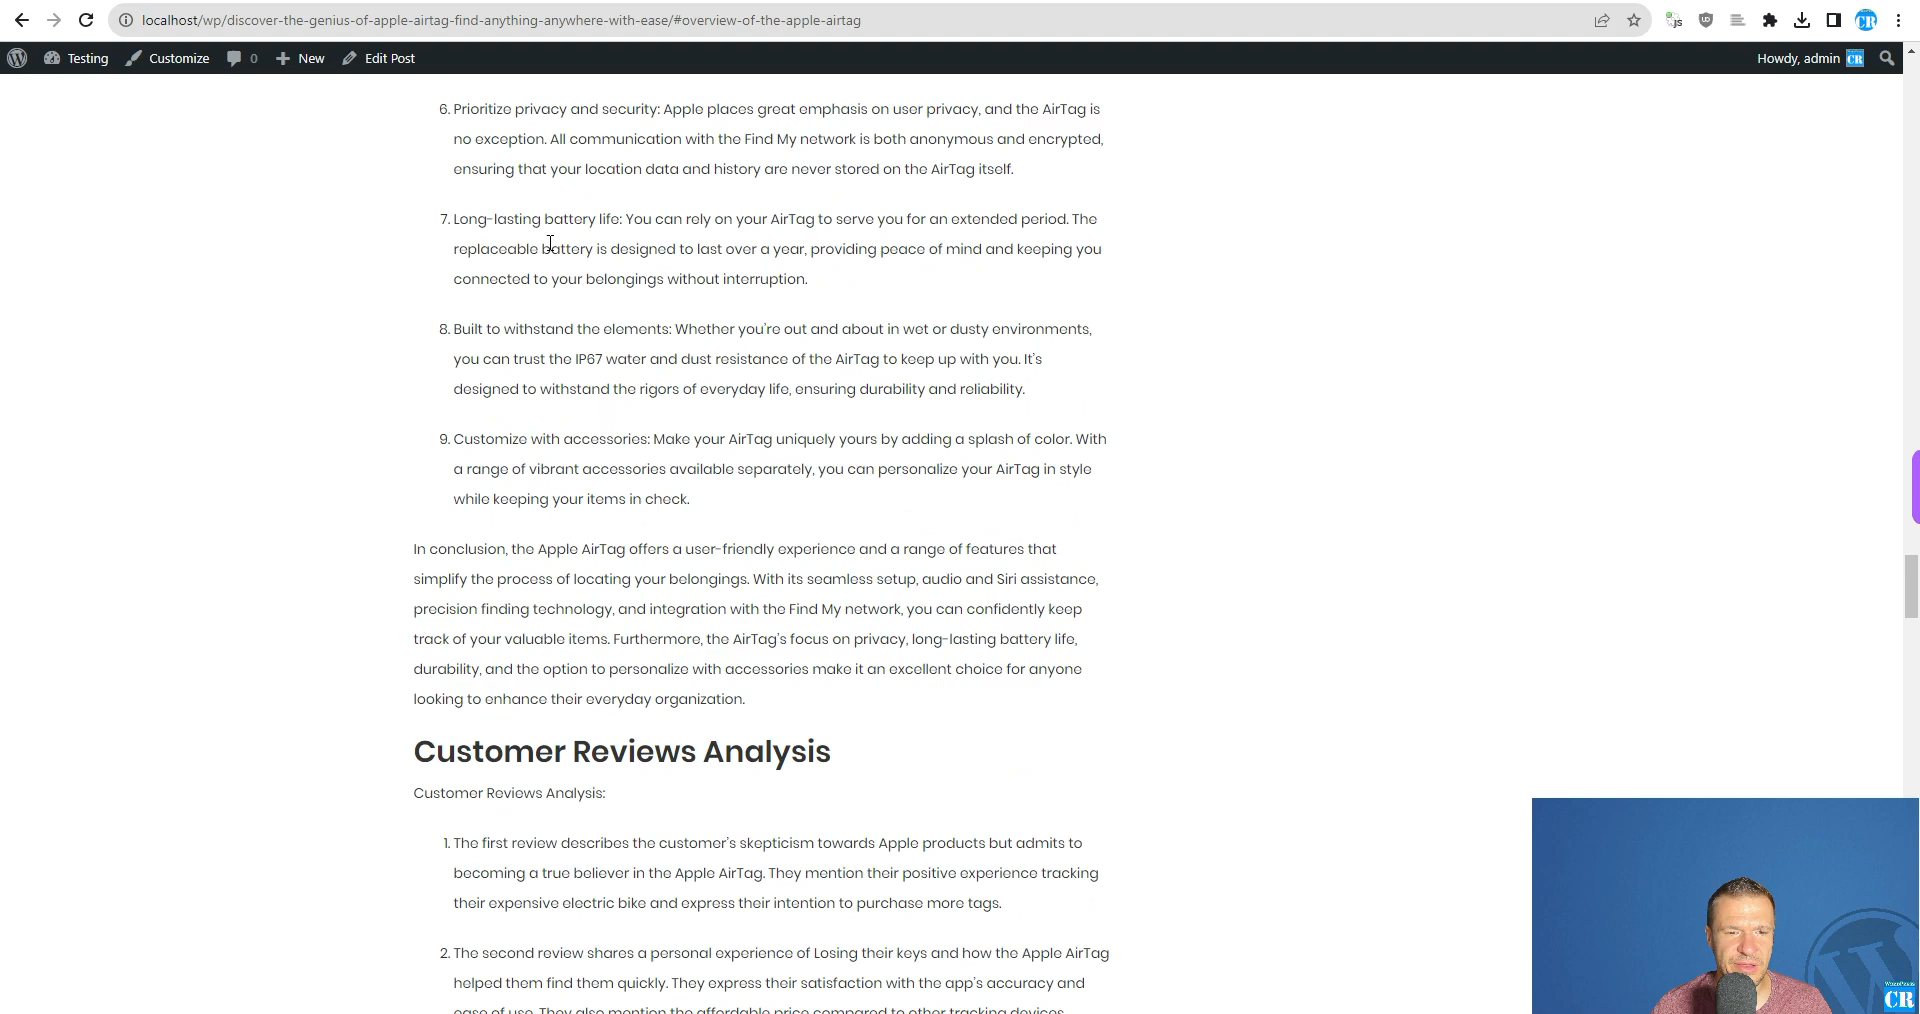 localhost/wp/discover-the-genius-of-apple-airtag-find-anything-anywhere-with-ease/#overview-of-the-apple-airtag
Testing Customize 0 New Edit Post Howdy, admin CR
6. Prioritize privacy and security: Apple places great emphasis on user privacy, and the AirTag is
no exception. All communication with the Find My network is both anonymous and encrypted,
ensuring that your location data and history are never stored on the AirTag itself.
7. Long-lasting battery life: You can rely on your AirTag to serve you for an extended period. The
replaceable battery is designed to last over a year, providing peace of mind and keeping you
connected to your belongings without interruption.
8. Built to withstand the elements: Whether you're out and about in wet or dusty environments,
you can trust the IP67 water and dust resistance of the AirTag to keep up with you. It's
designed to withstand the rigors of everyday life, ensuring durability and reliability.
9. Customize with accessories: Make your AirTag uniquely yours by adding a splash of color. With
a range of vibrant accessories available separately, you can personalize your AirTag in style
while keeping your items in check.
In conclusion, the Apple AirTag offers a user-friendly experience and a range of features that
simplify the process of locating your belongings. With its seamless setup, audio and Siri assistance,
precision finding technology, and integration with the Find My network, you can confidently keep
track of your valuable items. Furthermore, the AirTag's focus on privacy, long-lasting battery life,
durability, and the option to personalize with accessories make it an excellent choice for anyone
looking to enhance their everyday organization.
Customer Reviews Analysis
Customer Reviews Analysis:
1. The first review describes the customer's skepticism towards Apple products but admits to
becoming a true believer in the Apple AirTag. They mention their positive experience tracking
their expensive electric bike and express their intention to purchase more tags.
2. The second review shares a personal experience of Losing their keys and how the Apple AirTag
helped them find them quickly. They express their satisfaction with the app's accuracy and
ease of use. They also mention the affordable price compared to other tracking devices.
WORDPRESS
CR